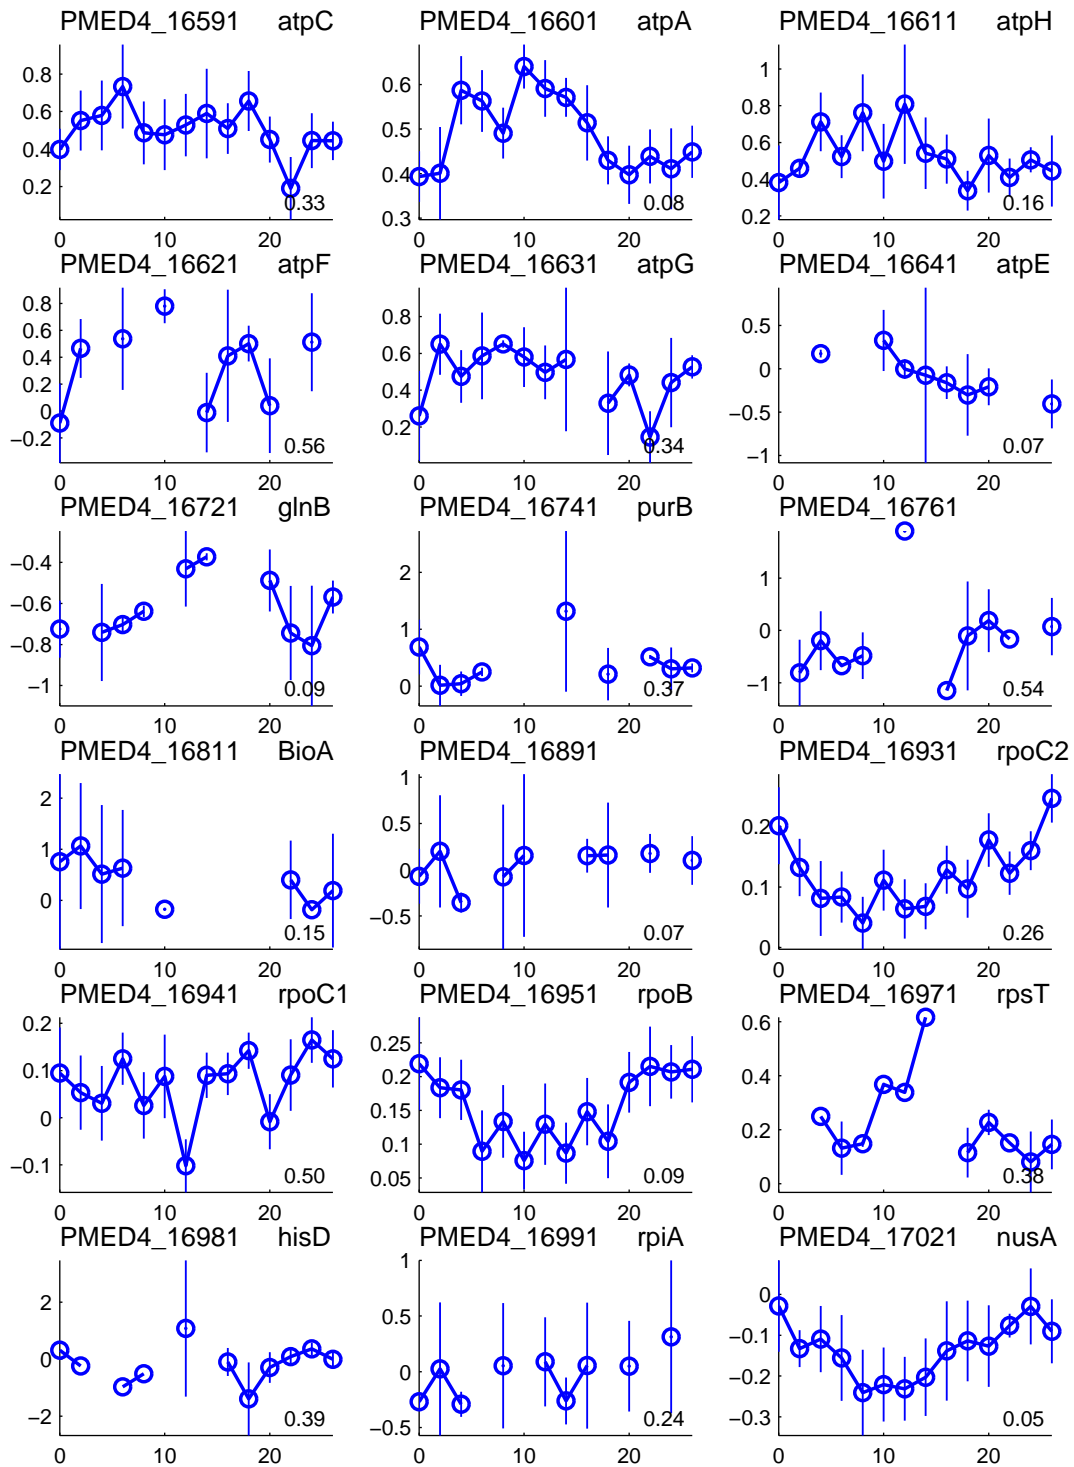 PMED4_16591 atpC PMED4_16601 atpA PMED4_16611 atpH
0.8 0.6 0.4 0.2 0.33 0 20
0.6 0.5 0.4 0.3 0.08 0 10 20
1 0.8 0.6 0.4 0.2 0.16 0 10 20
PMED4_16621 atpF PMED4_16631 atpG PMED4_16641 atpE
0.8 0.6 0.4 0.2 0 −0.2 0.56 0 20
0.6 0.4 0.2 0.34 0 10 20
0.5 0 −0.5 −1 0.07 0 10 20
PMED4_16721 glnB PMED4_16741 purB PMED4_16761
−0.4 −0.6 −0.8 −1 0.09 0 20
2 1 0 0.37 0 10 20
1 0 −1 0.54 0 10 20
PMED4_16811 BioA PMED4_16891 PMED4_16931 rpoC2
2 1 0 0.15 0 20
1 0.5 0 −0.5 0.07 0 10 20
0.2 0.1 0 0.26 0 10 20
PMED4_16941 rpoC1 PMED4_16951 rpoB PMED4_16971 rpsT
0.2 0.1 0 −0.1 0.50 0 20
0.25 0.2 0.15 0.1 0.05 0.09 0 10 20
0.6 0.4 0.2 0 0.38 0 10 20
PMED4_16981 hisD PMED4_16991 rpiA PMED4_17021 nusA
2 0 −2 0.39 0 20
1 0.5 0 −0.5 0.24 0 10 20
0 −0.1 −0.2 −0.3 0.05 0 10 20